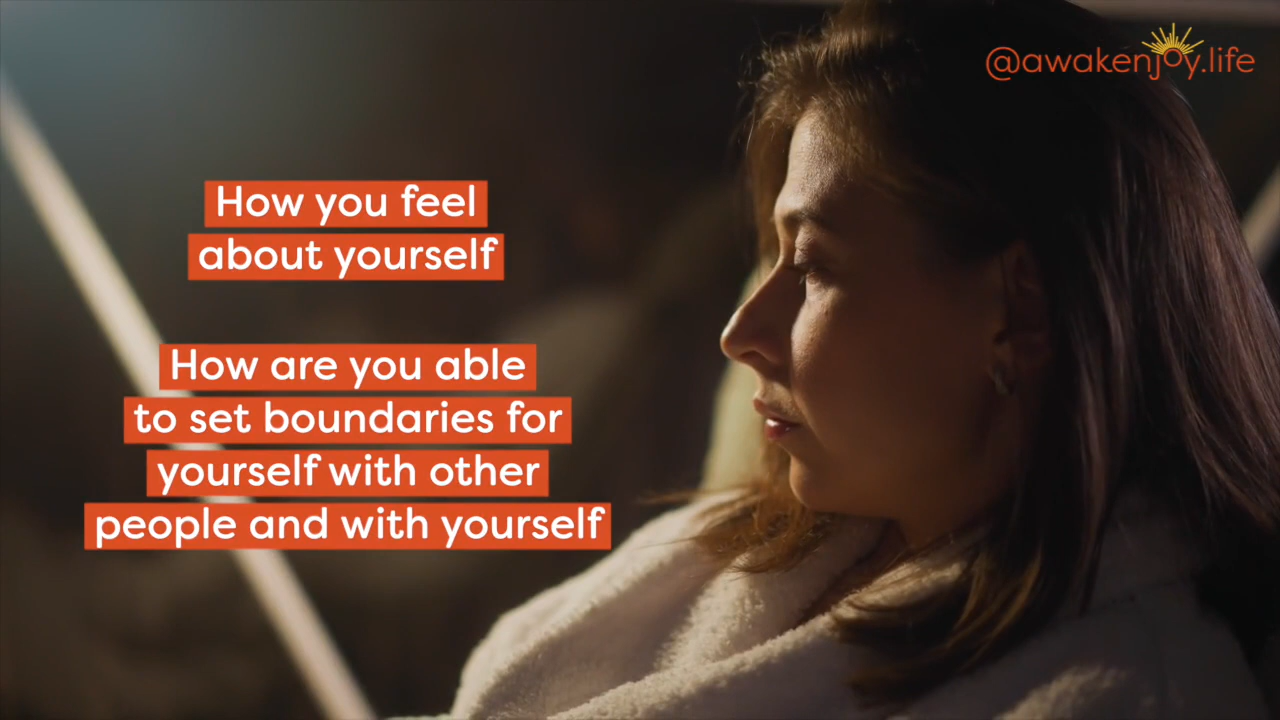 @awakenjoy.life
How you feel
about yourself
How are you able
to set boundaries for
yourself with other
people and with yourself